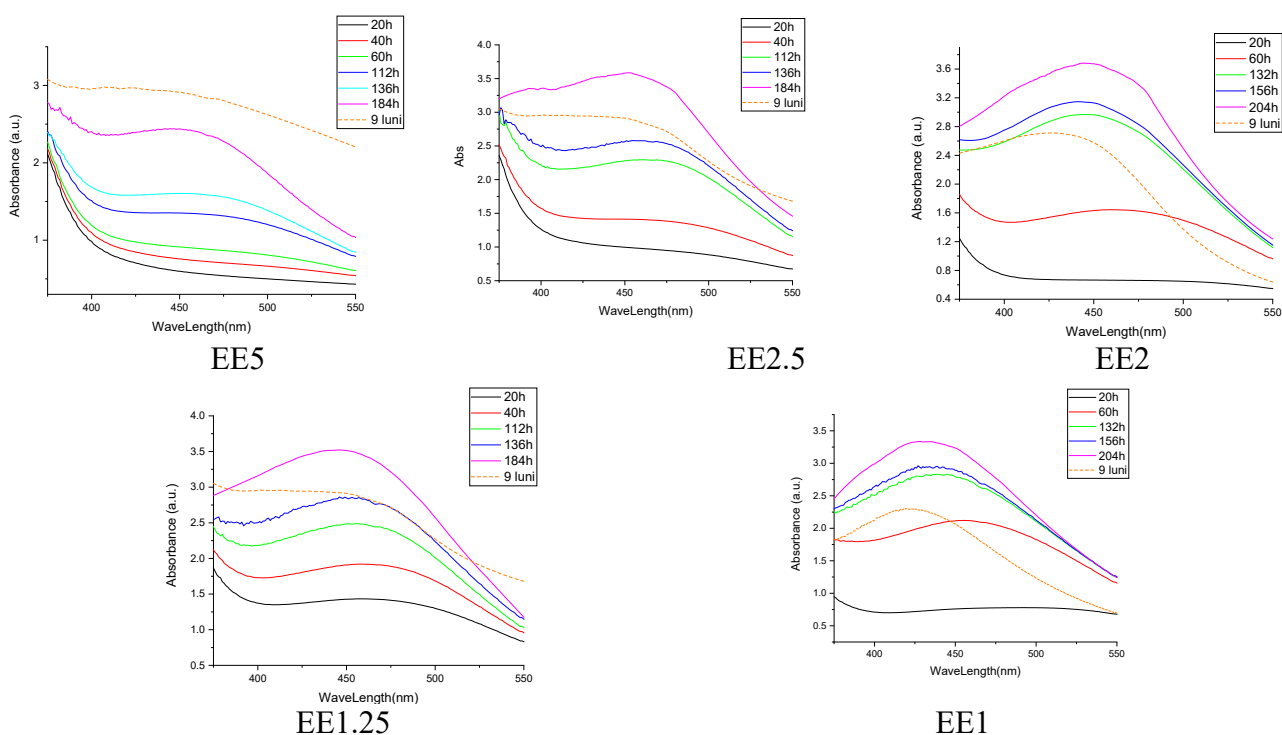 20h
40h
60h
112h
136h
184h
9 luni
3
2
1
Absorbance (a.u.)
400
450
500
550
WaveLength(nm)
EE5
20h
40h
112h
136h
184h
9 luni
4.0
3.5
3.0
2.5
2.0
1.5
1.0
0.5
Abs
400
450
500
550
WaveLength(nm)
EE2.5
20h
60h
132h
156h
204h
9 luni
3.6
3.2
2.8
2.4
2.0
1.6
1.2
0.8
0.4
Absorbance (a.u.)
400
450
500
550
WaveLength(nm)
EE2
20h
40h
112h
136h
184h
9 luni
4.0
3.5
3.0
2.5
2.0
1.5
1.0
0.5
Absorbance (a.u.)
400
450
500
550
WaveLength(nm)
EE1.25
20h
60h
132h
156h
204h
9 luni
3.5
3.0
2.5
2.0
1.5
1.0
0.5
Absorbance (a.u.)
400
450
500
550
WaveLength(nm)
EE1